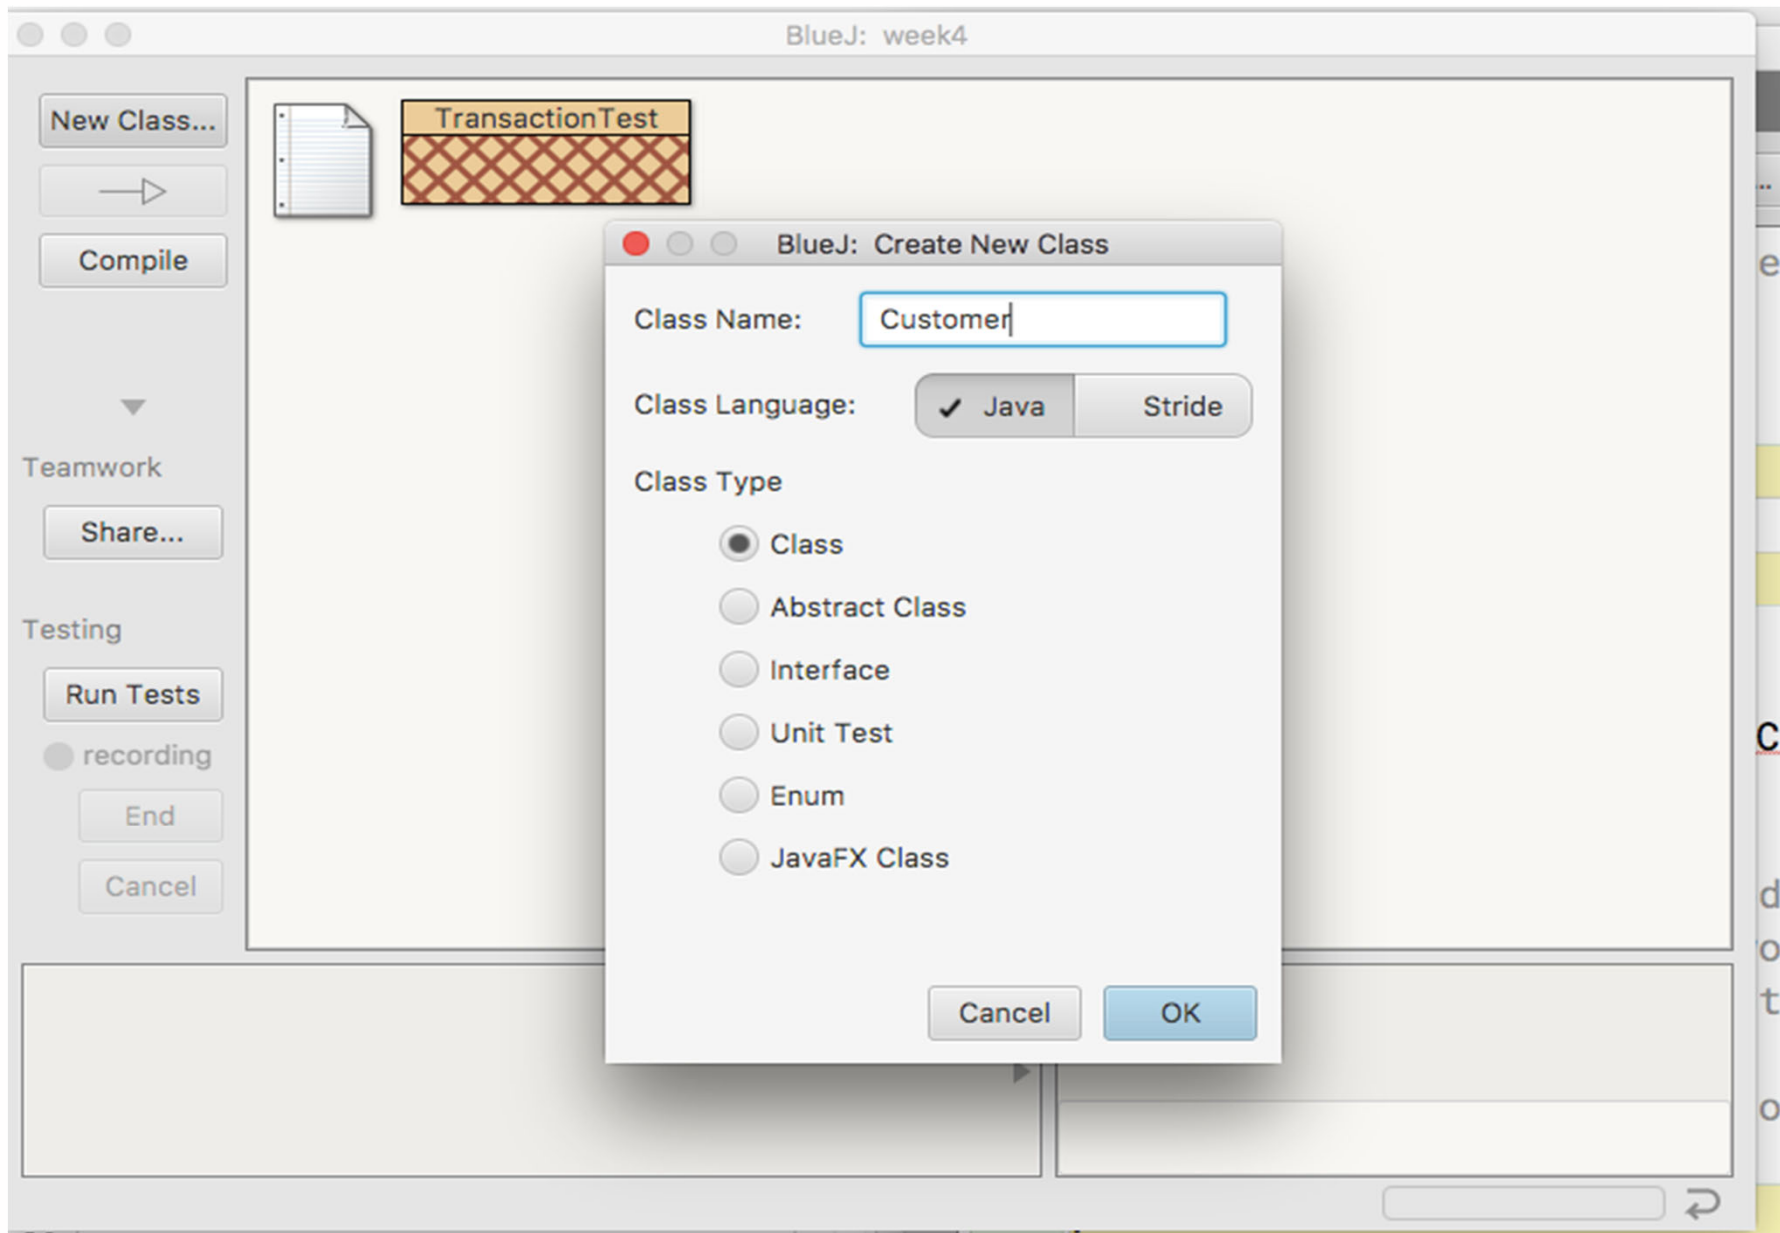 BlueJ: week4
New Class...
TransactionTest
Compile
BlueJ: Create New Class
Class Name: Customer
Class Language: Java Stride
Class Type
Class
Abstract Class
Interface
Unit Test
Enum
JavaFX Class
Cancel OK
Teamwork
Share...
Testing
Run Tests
recording
End
Cancel
e
C
d
o
t
o